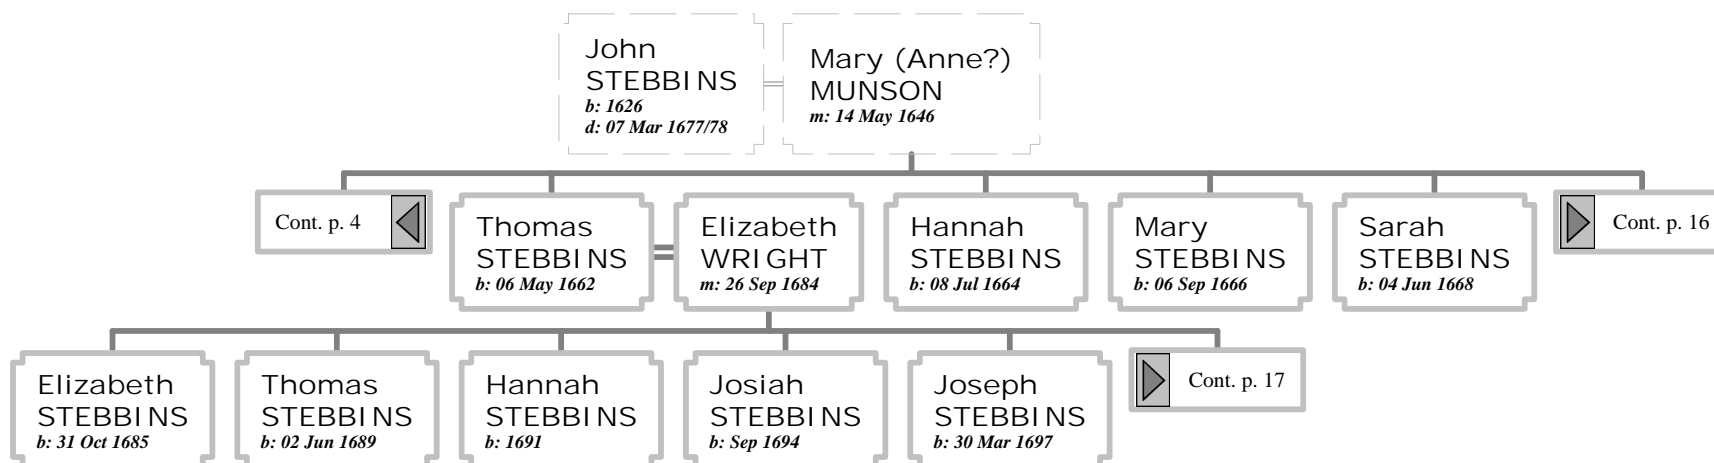 John
STEBBINS
b: 1626
d: 07 Mar 1677/78
Mary (Anne?)
MUNSON
m: 14 May 1646
Cont. p. 4
Thomas
STEBBINS
b: 06 May 1662
Elizabeth
WRIGHT
m: 26 Sep 1684
Hannah
STEBBINS
b: 08 Jul 1664
Mary
STEBBINS
b: 06 Sep 1666
Sarah
STEBBINS
b: 04 Jun 1668
Cont. p. 16
Elizabeth
STEBBINS
b: 31 Oct 1685
Thomas
STEBBINS
b: 02 Jun 1689
Hannah
STEBBINS
b: 1691
Josiah
STEBBINS
b: Sep 1694
Joseph
STEBBINS
b: 30 Mar 1697
Cont. p. 17